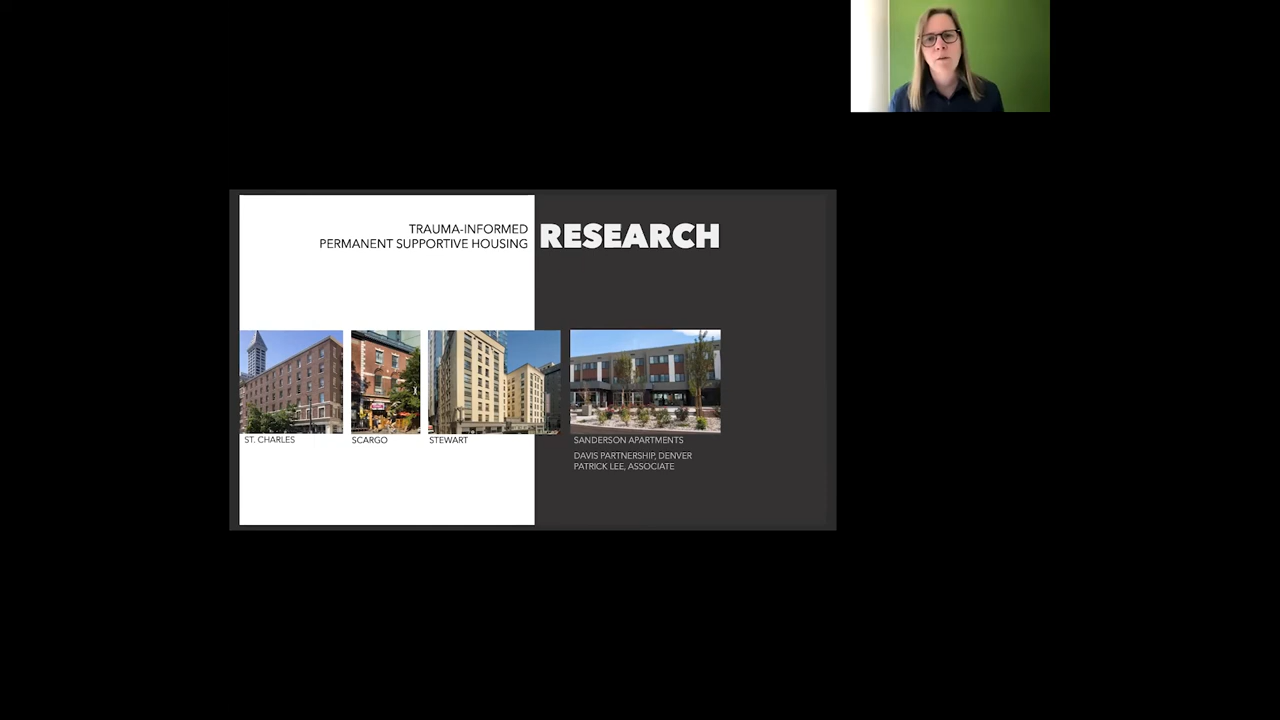 TRAUMA-INFORMED
PERMANENT SUPPORTIVE HOUSING
RESEARCH
ST. CHARLES
SCARGO
STEWART
SANDERSON APARTMENTS
DAVIS PARTNERSHIP, DENVER
PATRICK LEE, ASSOCIATE